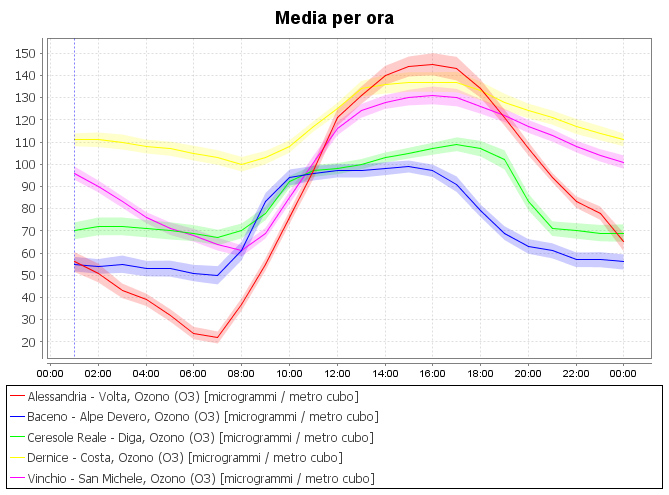 Media per ora
150
140
130
120
110
100
90
80
70
60
50
40
30
20
00:00 02:00 04:00 06:00 08:00 10:00 12:00 14:00 16:00 18:00 20:00 22:00 00:00
Alessandria - Volta, Ozono (O3) [microgrammi / metro cubo]
Baceno - Alpe Devero, Ozono (O3) [microgrammi / metro cubo]
Ceresole Reale - Diga, Ozono (O3) [microgrammi / metro cubo]
Dernice - Costa, Ozono (O3) [microgrammi / metro cubo]
Vinchio - San Michele, Ozono (O3) [microgrammi / metro cubo]